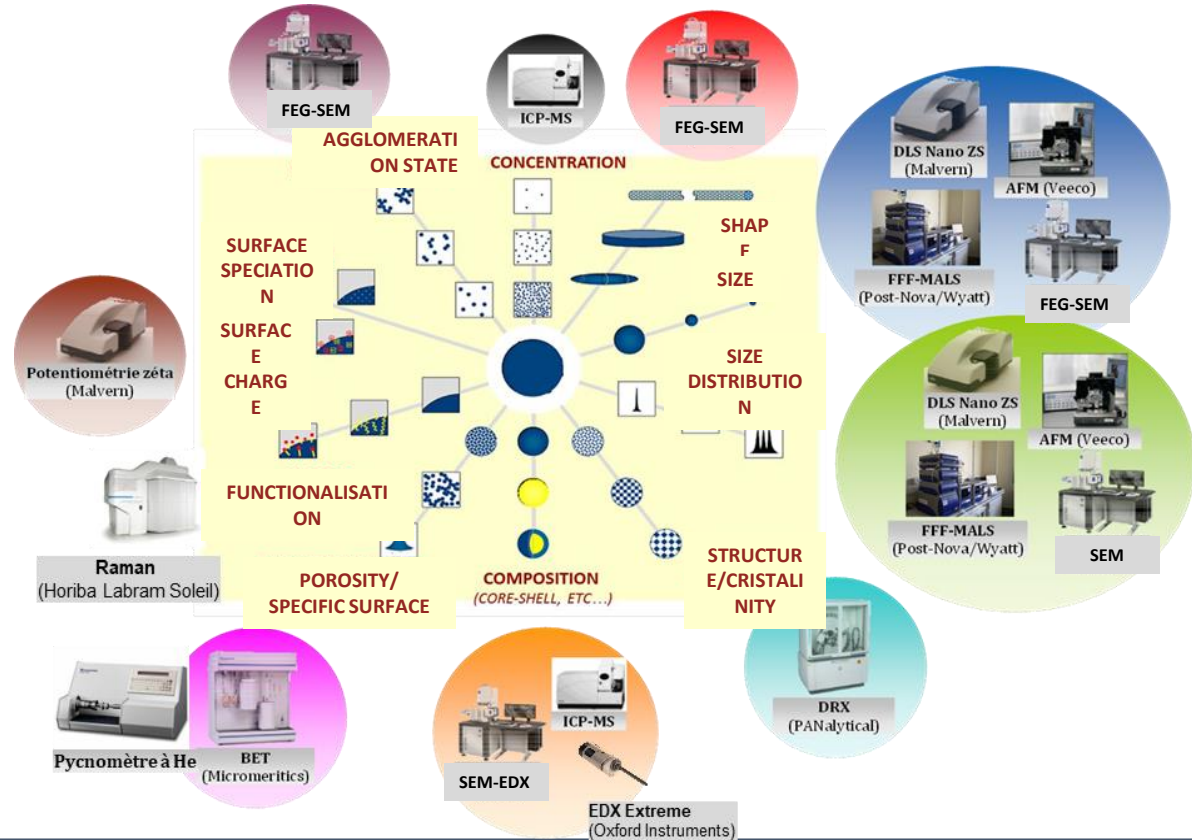 FEG-SEM
ICP-MS
FEG-SEM
DLS Nano ZS
(Malvern)
AFM (Veeco)
FFF-MALS
(Post-Nova/Wyatt)
FEG-SEM
AGGLOMERATI
ON STATE
CONCENTRATION
SHAP
F
SIZE
SURFACE
SPECIATIO
N
SURFAC
E
CHARG
E
SIZE
DISTRIBUTIO
N
Potentiométrie zéta
(Malvern)
DLS Nano ZS
(Malvern)
AFM (Veeco)
FFF-MALS
(Post-Nova/Wyatt)
SEM
FUNCTIONALISATI
ON
Raman
(Horiba Labram Soleil)
POROSITY/
SPECIFIC SURFACE
COMPOSITION
(CORE-SHELL, ETC...)
STRUCTUR
E/CRISTALI
NITY
Pycnomètre à He
BET
(Micromeritics)
ICP-MS
SEM-EDX
EDX Extreme
(Oxford Instruments)
DRX
(PANalytical)